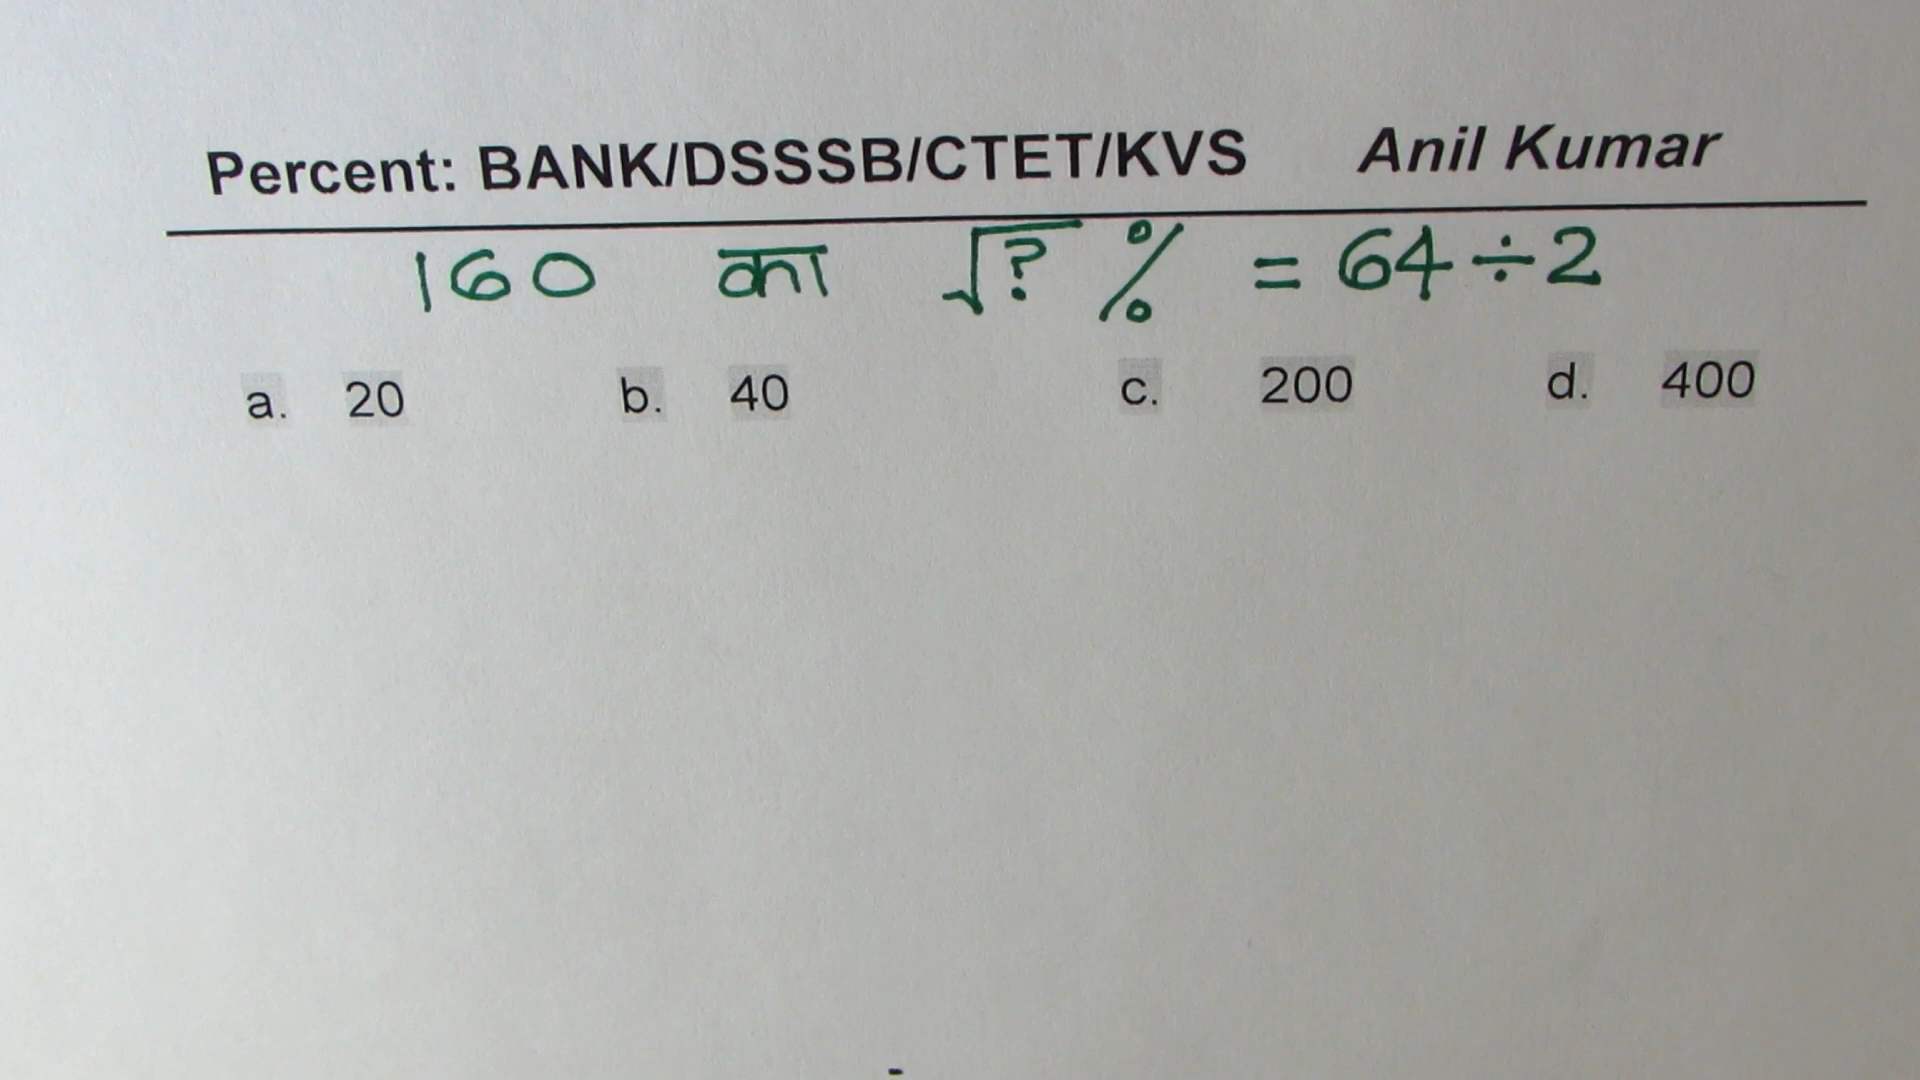 Percent: BANK/DSSSB/CTET/KVS Anil Kumar
160 का √? % = 64 ÷ 2
a. 20 b. 40 c. 200 d. 400